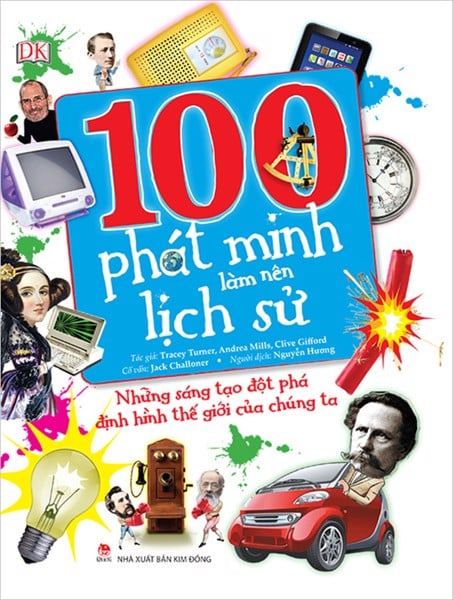 DK
100
phát minh
làm nên
lịch sử
Tác giả: Tracey Turner, Andrea Mills, Clive Gifford
Cố vấn: Jack Challoner • Người dịch: Nguyễn Hương
Những sáng tạo đột phá
định hình thế giới của chúng ta
NHÀ XUẤT BẢN KIM ĐỒNG